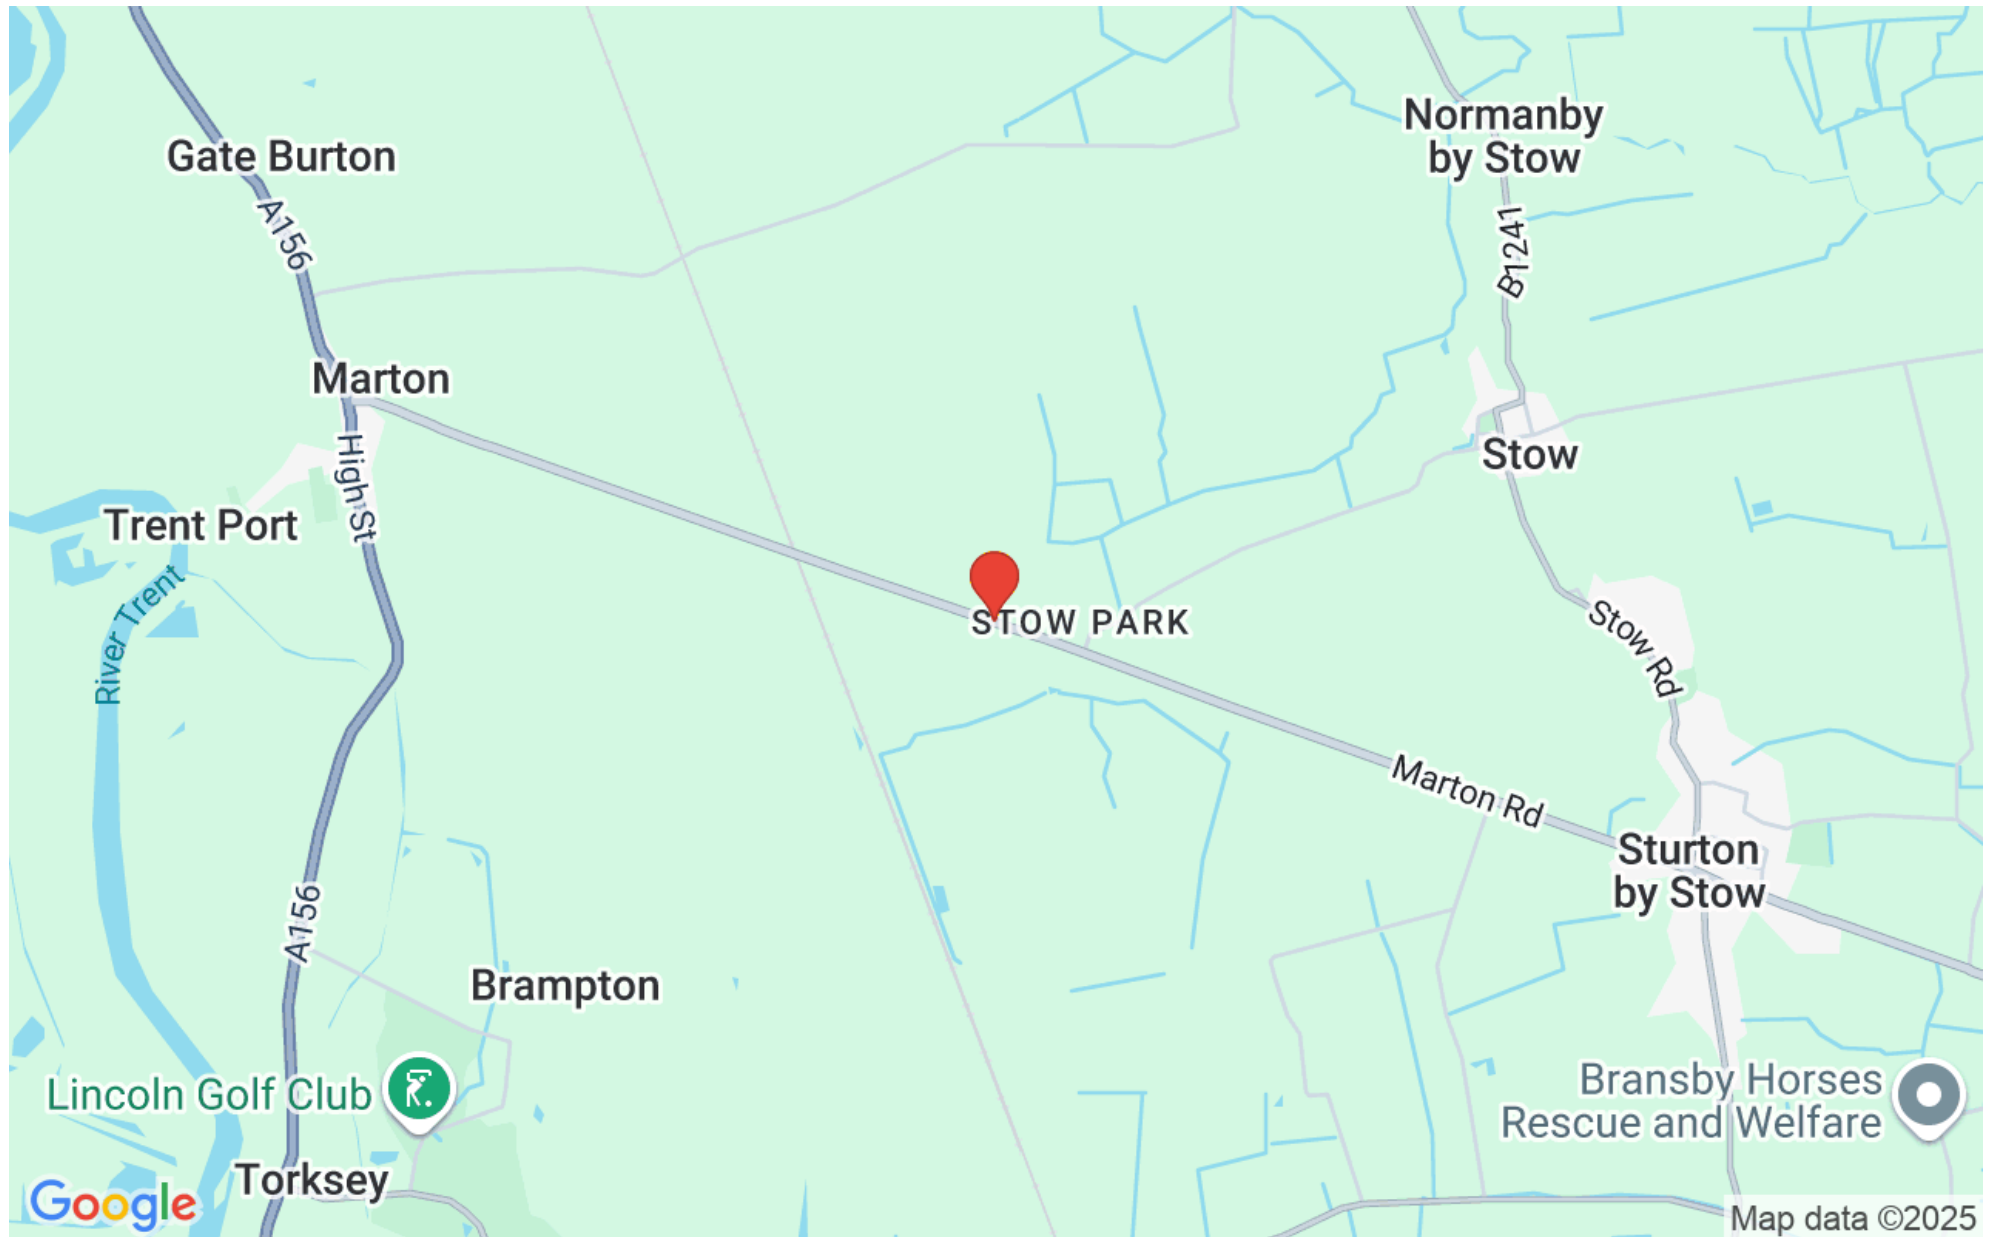 Normanby
by Stow
Gate Burton
A156
B1241
Marton
High St
Stow
Trent Port
River Trent
STOW PARK
Stow Rd
Marton Rd
Sturton
by Stow
A156
Brampton
Lincoln Golf Club
Bransby Horses
Rescue and Welfare
Torksey
Google
Map data ©2025